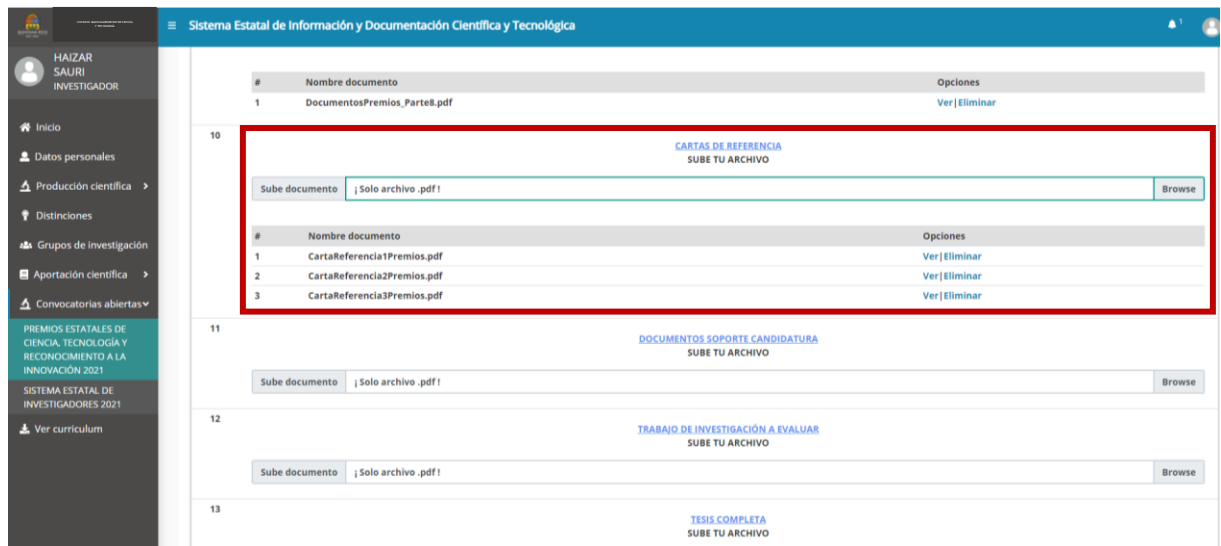 ≡ Sistema Estatal de Información y Documentación Científica y Tecnológica
1
HAIZAR
SAURI
INVESTIGADOR
Inicio
Datos personales
Producción científica >
Distinciones
Grupos de investigación
Aportación científica >
Convocatorias abiertas
PREMIOS ESTATALES DE
CIENCIA, TECNOLOGÍA Y
RECONOCIMIENTO A LA
INNOVACIÓN 2021
SISTEMA ESTATAL DE
INVESTIGADORES 2021
Ver curriculum
# Nombre documento Opciones
1 DocumentosPremios_Parte8.pdf Ver|Eliminar
10
CARTAS DE REFERENCIA
SUBE TU ARCHIVO
Sube documento ¡ Solo archivo .pdf ! Browse
# Nombre documento Opciones
1 CartaReferencia1Premios.pdf Ver|Eliminar
2 CartaReferencia2Premios.pdf Ver|Eliminar
3 CartaReferencia3Premios.pdf Ver|Eliminar
11
DOCUMENTOS SOPORTE CANDIDATURA
SUBE TU ARCHIVO
Sube documento ¡ Solo archivo .pdf ! Browse
12
TRABAJO DE INVESTIGACIÓN A EVALUAR
SUBE TU ARCHIVO
Sube documento ¡ Solo archivo .pdf ! Browse
13
TESIS COMPLETA
SUBE TU ARCHIVO